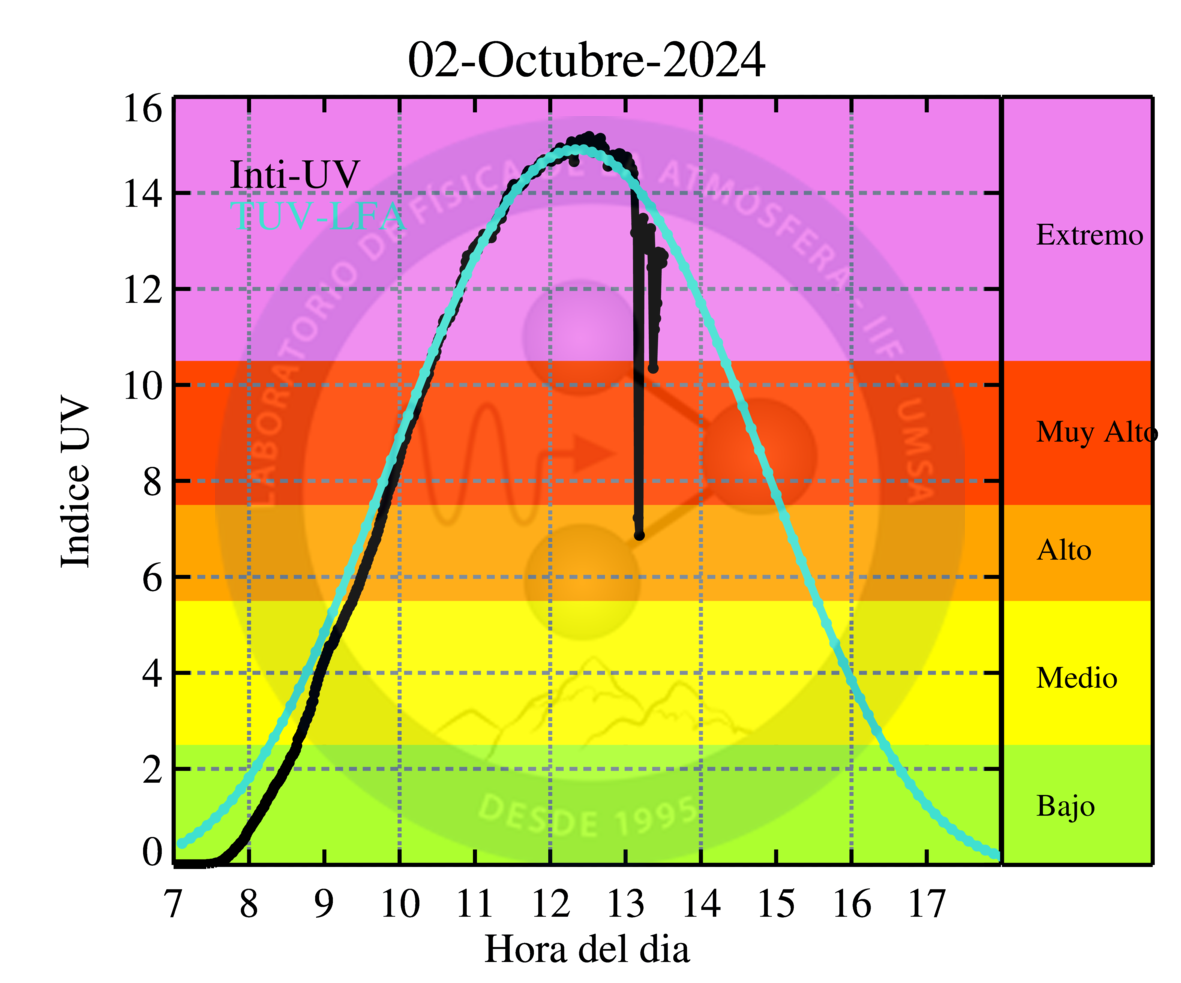 02-Octubre-2024
Inti-UV
TUV-LFA
Indice UV
16
14
12
10
8
6
4
2
0
7 8 9 10 11 12 13 14 15 16 17
Hora del dia
Extremo
Muy Alto
Alto
Medio
Bajo
LABORATORIO DE FÍSICA DE LA ATMÓSFERA - IIF - UMSA
DESDE 1995